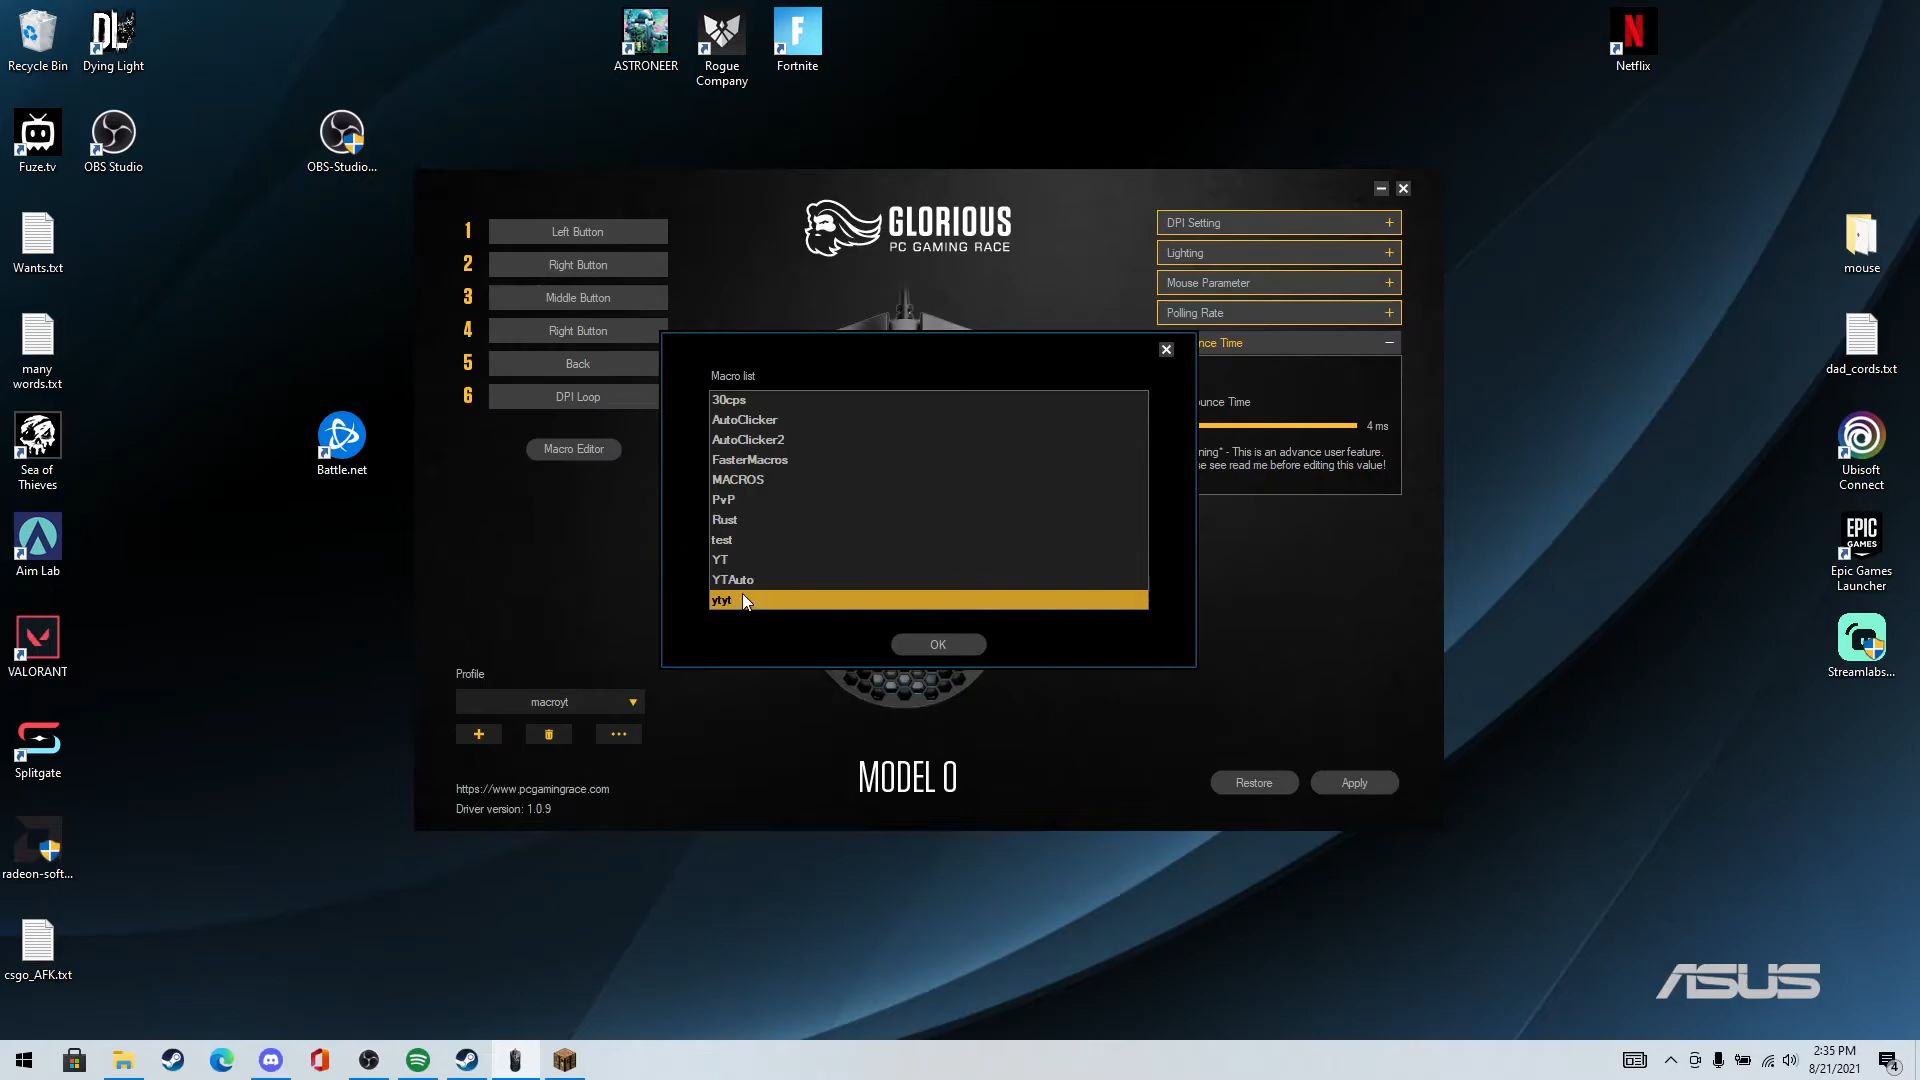 Recycle Bin
Dying Light
ASTRONEER
Rogue
Company
Fortnite
Netflix
Fuze.tv
OBS Studio
OBS-Studio...
Wants.txt
many
words.txt
Sea of
Thieves
Battle.net
Aim Lab
VALORANT
Splitgate
radeon-soft...
csgo_AFK.txt
mouse
dad_cords.txt
Ubisoft
Connect
EPIC
GAMES
Epic Games
Launcher
Streamlabs...
GLORIOUS
PC GAMING RACE
1 Left Button
2 Right Button
3 Middle Button
4 Right Button
5 Back
6 DPI Loop
Macro Editor
DPI Setting +
Lighting +
Mouse Parameter +
Polling Rate +
nce Time
unce Time
4 ms
ning* - This is an advance user feature.
se see read me before editing this value!
Macro list
30cps
AutoClicker
AutoClicker2
FasterMacros
MACROS
PvP
Rust
test
YT
YTAuto
ytyt
OK
Profile
macroyt
https://www.pcgamingrace.com
Driver version: 1.0.9
MODEL O
Restore
Apply
ASUS
2:35 PM
8/21/2021
4